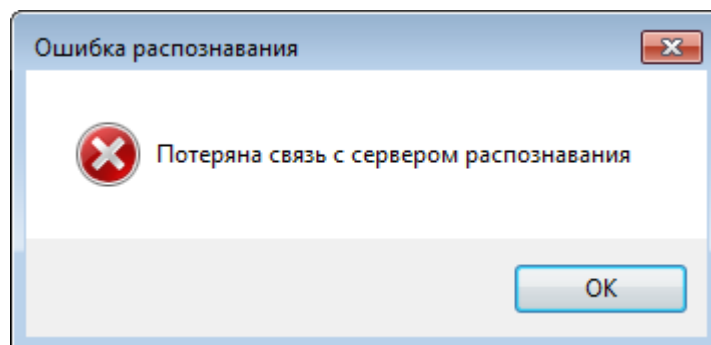 Ошибка распознавания
Потеряна связь с сервером распознавания
OK